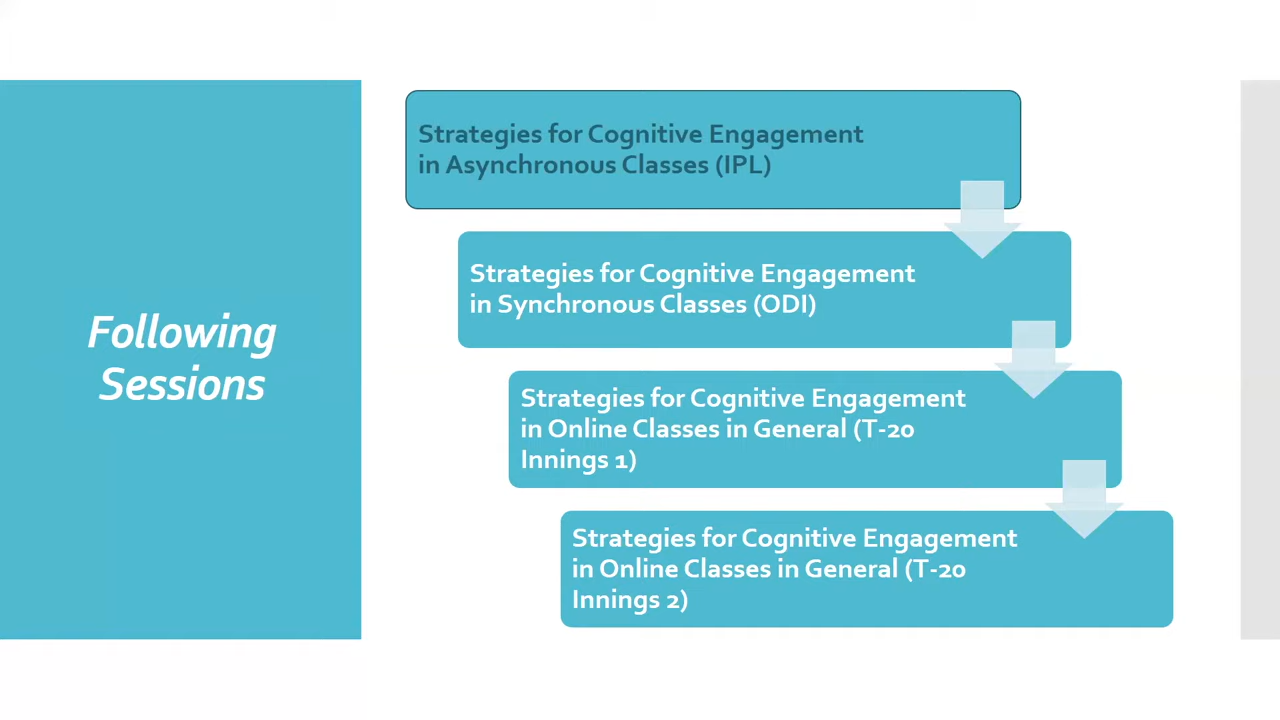 Following
Sessions
Strategies for Cognitive Engagement
in Asynchronous Classes (IPL)
Strategies for Cognitive Engagement
in Synchronous Classes (ODI)
Strategies for Cognitive Engagement
in Online Classes in General (T-20
Innings 1)
Strategies for Cognitive Engagement
in Online Classes in General (T-20
Innings 2)